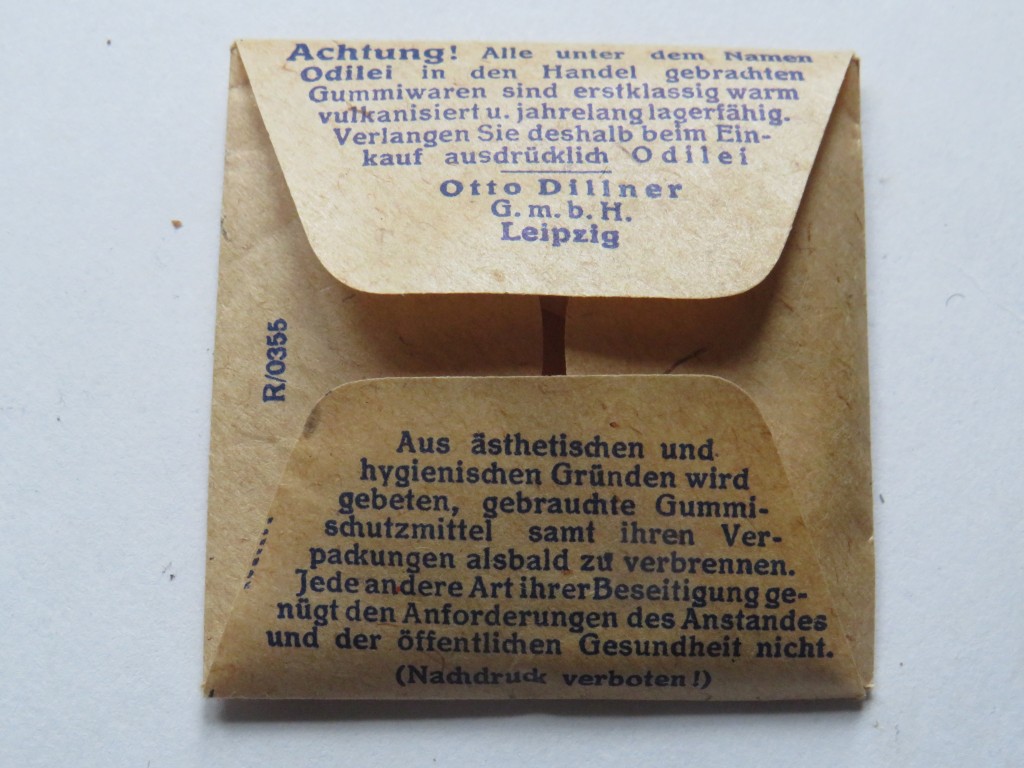 Achtung! Alle unter dem Namen
Odilei in den Handel gebrachten
Gummiwaren sind erstklassig warm
vulkanisiert u. jahrelang lagerfähig.
Verlangen Sie deshalb beim Ein-
kauf ausdrücklich Odilei
Otto Dillner
G. m. b. H.
Leipzig
R/0355
Aus ästhetischen und
hygienischen Gründen wird
gebeten, gebrauchte Gummi-
schutzmittel samt ihren Ver-
packungen alsbald zu verbrennen.
Jede andere Art ihrer Beseitigung ge-
nügt den Anforderungen des Anstandes
und der öffentlichen Gesundheit nicht.
(Nachdruck verboten!)